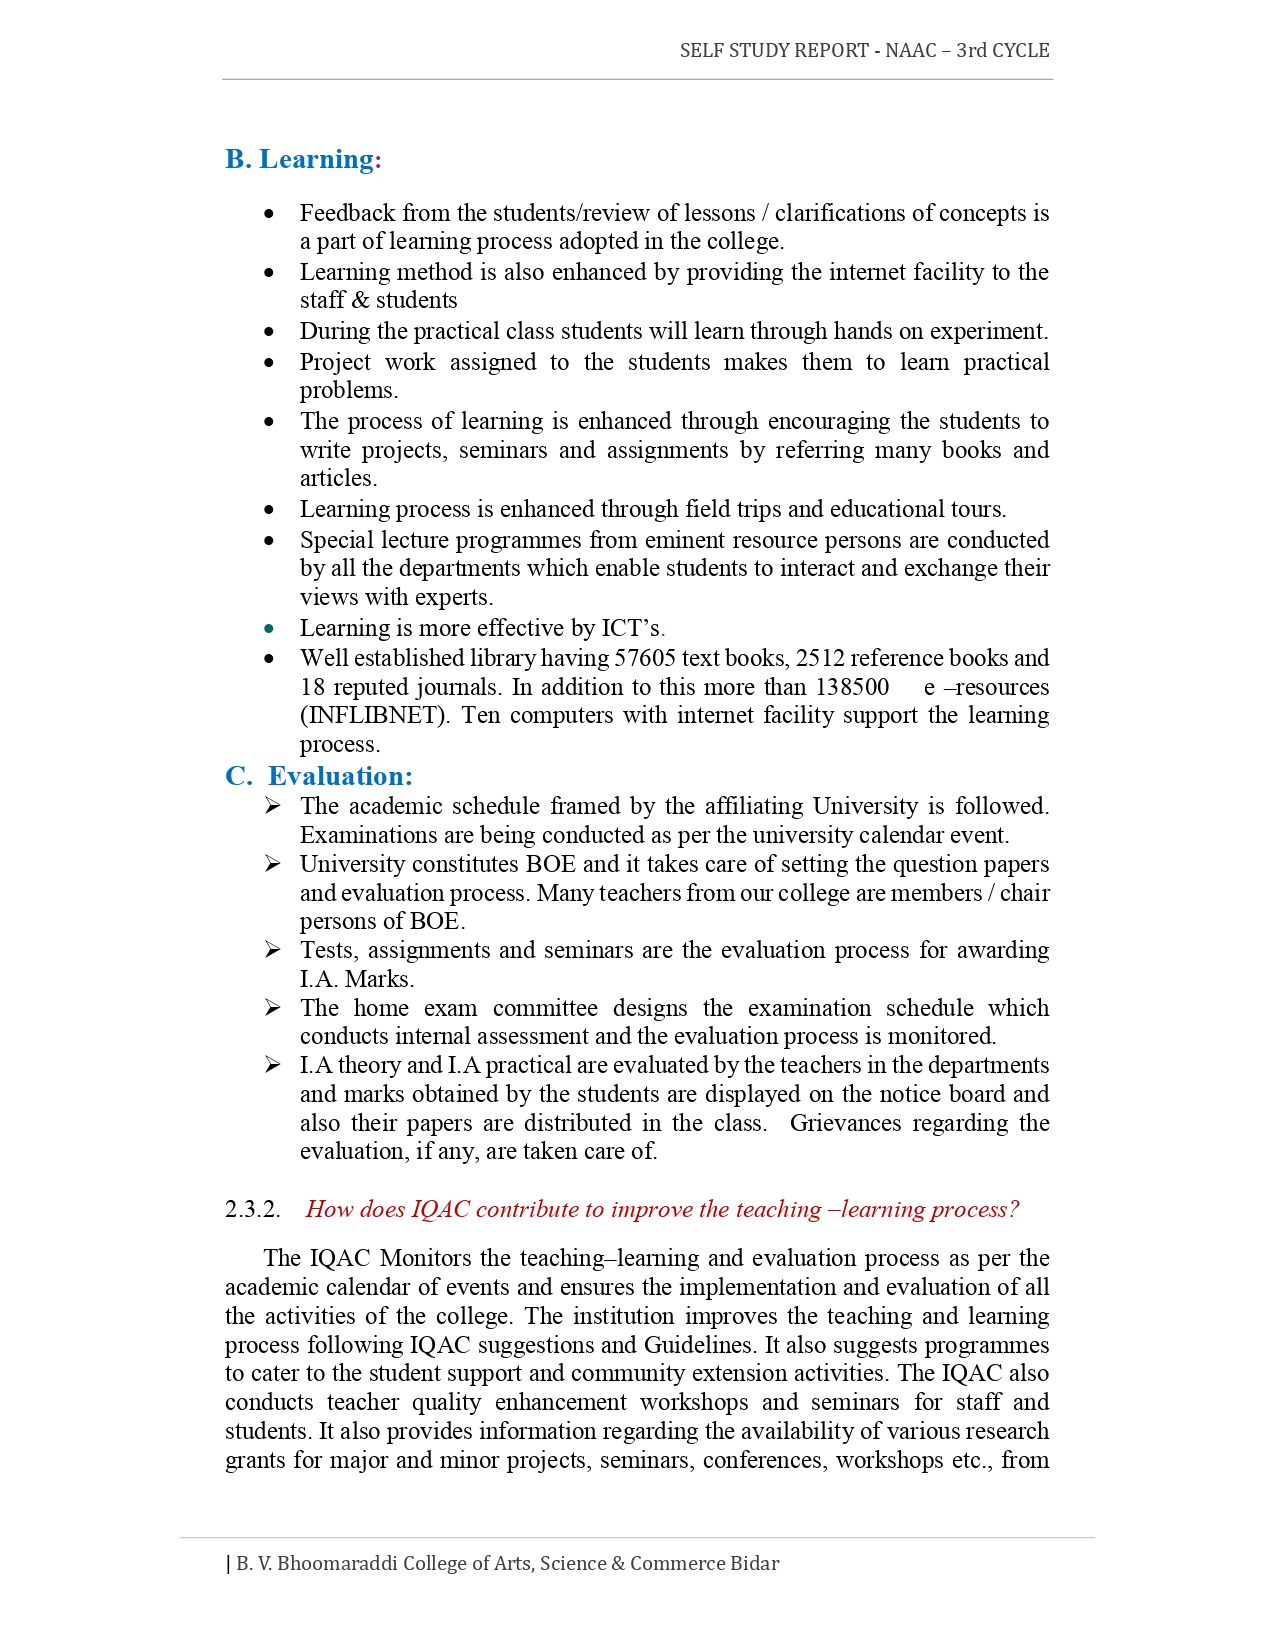 SELF STUDY REPORT - NAAC – 3rd CYCLE
B. Learning:
• Feedback from the students/review of lessons / clarifications of concepts is
a part of learning process adopted in the college.
• Learning method is also enhanced by providing the internet facility to the
staff & students
• During the practical class students will learn through hands on experiment.
• Project work assigned to the students makes them to learn practical
problems.
• The process of learning is enhanced through encouraging the students to
write projects, seminars and assignments by referring many books and
articles.
• Learning process is enhanced through field trips and educational tours.
• Special lecture programmes from eminent resource persons are conducted
by all the departments which enable students to interact and exchange their
views with experts.
• Learning is more effective by ICT’s.
• Well established library having 57605 text books, 2512 reference books and
18 reputed journals. In addition to this more than 138500 e –resources
(INFLIBNET). Ten computers with internet facility support the learning
process.
C. Evaluation:
➢ The academic schedule framed by the affiliating University is followed.
Examinations are being conducted as per the university calendar event.
➢ University constitutes BOE and it takes care of setting the question papers
and evaluation process. Many teachers from our college are members / chair
persons of BOE.
➢ Tests, assignments and seminars are the evaluation process for awarding
I.A. Marks.
➢ The home exam committee designs the examination schedule which
conducts internal assessment and the evaluation process is monitored.
➢ I.A theory and I.A practical are evaluated by the teachers in the departments
and marks obtained by the students are displayed on the notice board and
also their papers are distributed in the class. Grievances regarding the
evaluation, if any, are taken care of.
2.3.2. How does IQAC contribute to improve the teaching –learning process?
The IQAC Monitors the teaching–learning and evaluation process as per the
academic calendar of events and ensures the implementation and evaluation of all
the activities of the college. The institution improves the teaching and learning
process following IQAC suggestions and Guidelines. It also suggests programmes
to cater to the student support and community extension activities. The IQAC also
conducts teacher quality enhancement workshops and seminars for staff and
students. It also provides information regarding the availability of various research
grants for major and minor projects, seminars, conferences, workshops etc., from
| B. V. Bhoomaraddi College of Arts, Science & Commerce Bidar